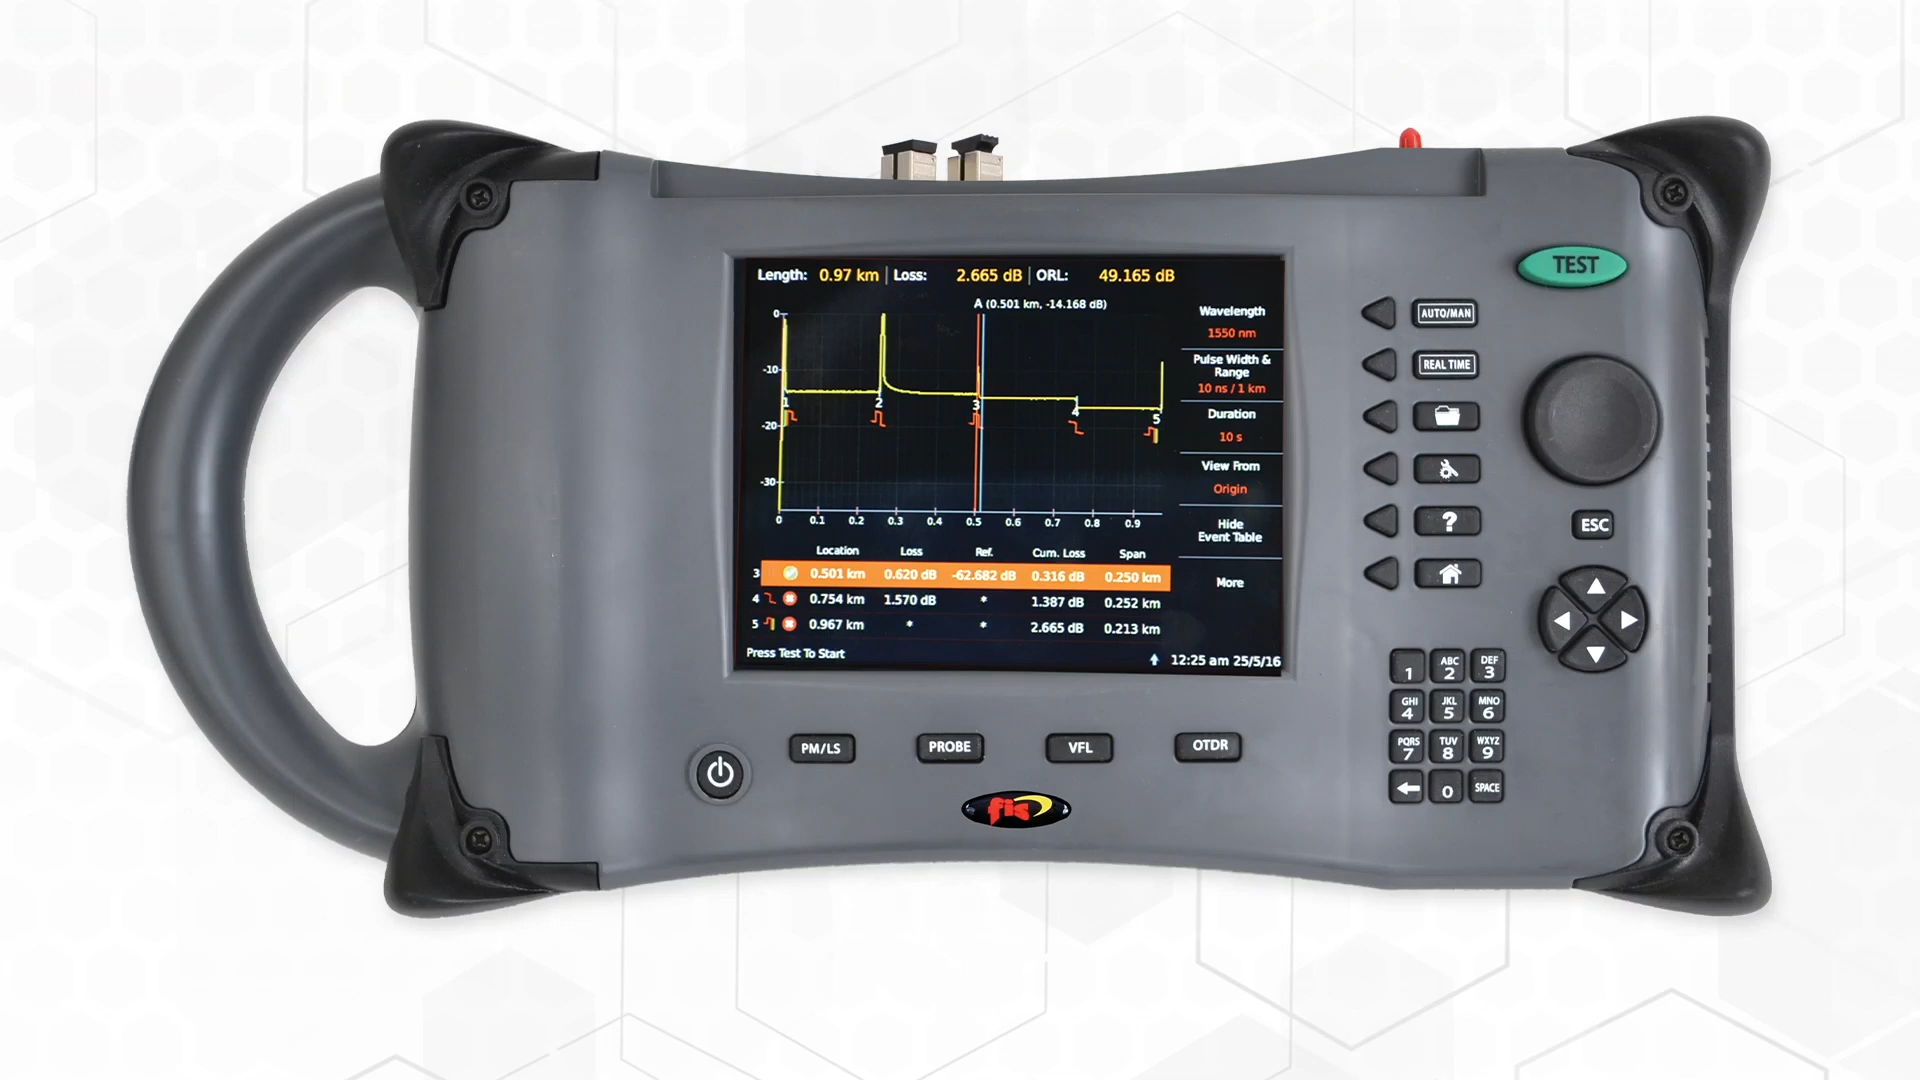 Length: 0.97 km Loss: 2.665 dB ORL: 49.165 dB
A (0.501 km, -14.168 dB)
0
-10
-20
-30
1 2 3 4 5
0 0.1 0.2 0.3 0.4 0.5 0.6 0.7 0.8 0.9
Wavelength
1550 nm
Pulse Width &
Range
10 ns / 1 km
Duration
10 s
View From
Origin
Hide
Event Table
More
Location Loss Ref. Cum. Loss Span
3 0.501 km 0.620 dB -62.682 dB 0.316 dB 0.250 km
4 0.754 km 1.570 dB * 1.387 dB 0.252 km
5 0.967 km * * 2.665 dB 0.213 km
Press Test To Start
12:25 am 25/5/16
TEST
AUTO/MAN
REAL TIME
?
ESC
1 ABC 2 DEF 3
GHI 4 JKL 5 MNO 6
PQRS 7 TUV 8 WXYZ 9
0 SPACE
PM/LS PROBE VFL OTDR
fis